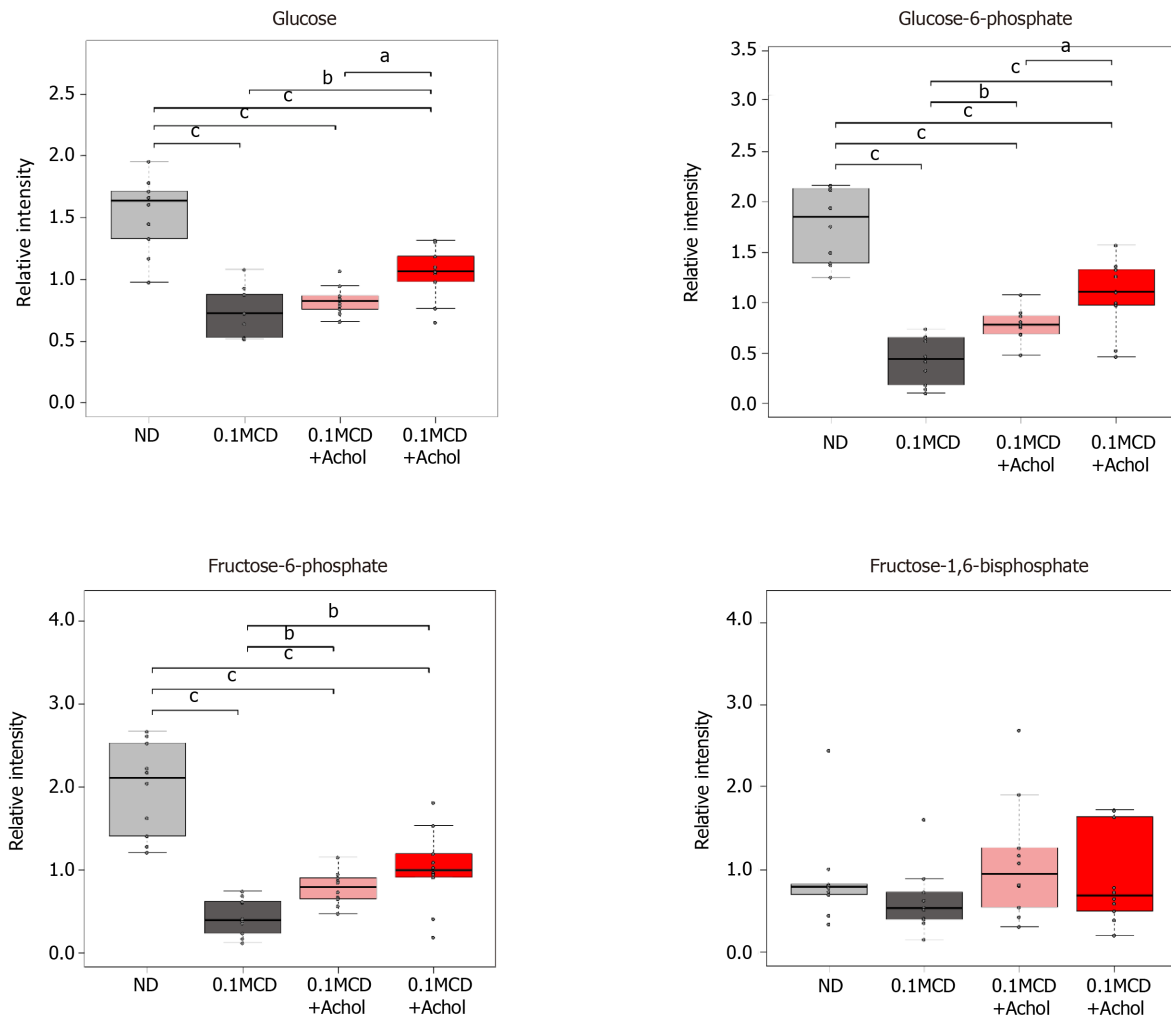 Glucose
Relative intensity
2.5
2.0
1.5
1.0
0.5
0.0
a
b
c
c
c
ND
0.1MCD
0.1MCD
+Achol
0.1MCD
+Achol
Glucose-6-phosphate
Relative intensity
3.5
3.0
2.5
2.0
1.5
1.0
0.5
0.0
a
c
b
c
c
c
ND
0.1MCD
0.1MCD
+Achol
0.1MCD
+Achol
Fructose-6-phosphate
Relative intensity
4.0
3.0
2.0
1.0
0.0
b
b
c
c
c
ND
0.1MCD
0.1MCD
+Achol
0.1MCD
+Achol
Fructose-1,6-bisphosphate
Relative intensity
4.0
3.0
2.0
1.0
0.0
ND
0.1MCD
0.1MCD
+Achol
0.1MCD
+Achol